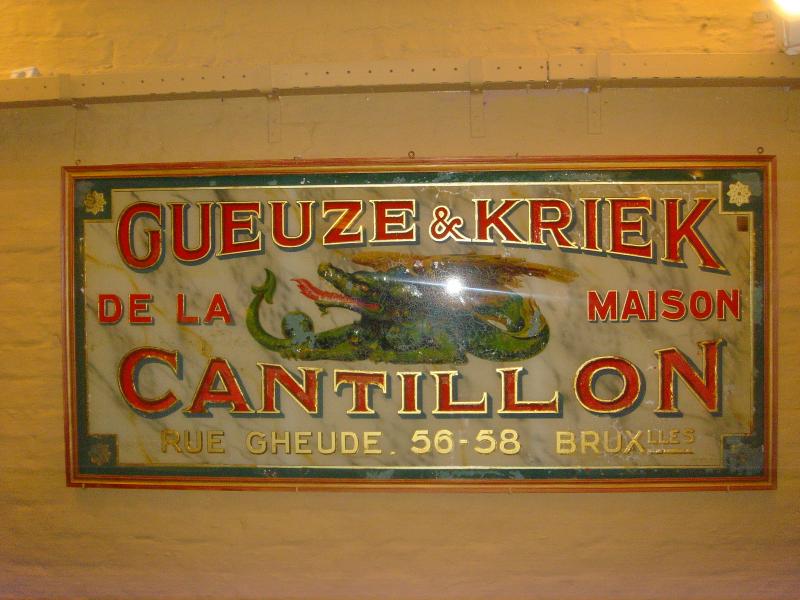 GUEUZE & KRIEK
DE LA MAISON
CANTILLON
RUE GHEUDE. 56-58 BRUXLLES